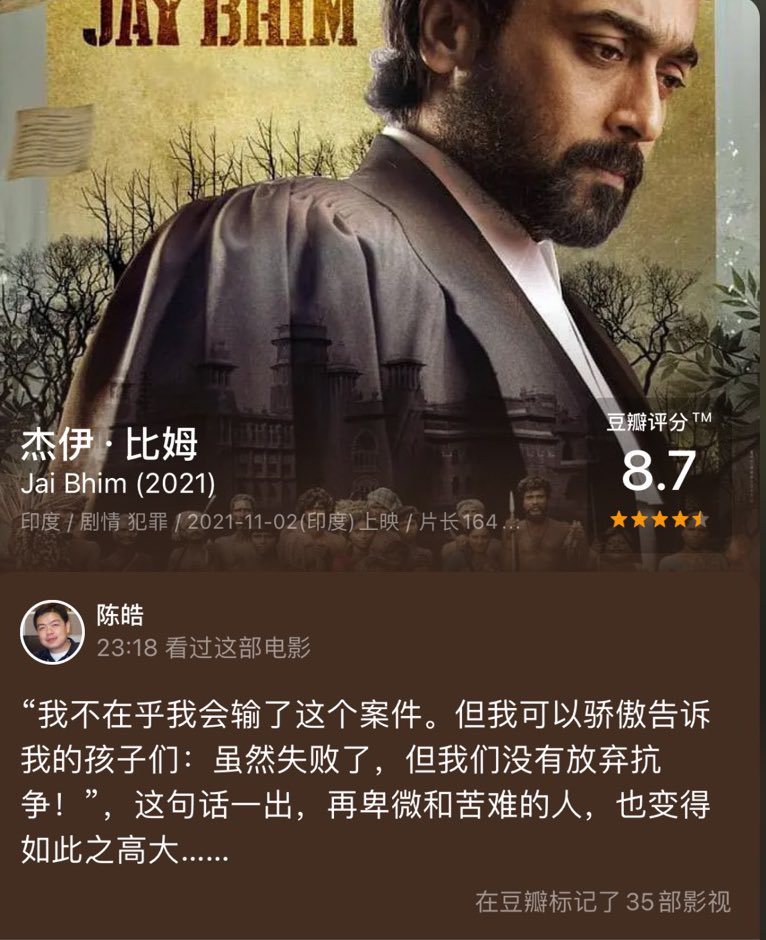 JAY BHIM
杰伊·比姆
Jai Bhim (2021)
印度 / 剧情 犯罪 / 2021-11-02(印度) 上映 / 片长164...
豆瓣评分™
8.7
陈皓
23:18 看过这部电影
“我不在乎我会输了这个案件。但我可以骄傲告诉
我的孩子们：虽然失败了，但我们没有放弃抗
争！”，这句话一出，再卑微和苦难的人，也变得
如此之高大......
在豆瓣标记了 35部影视